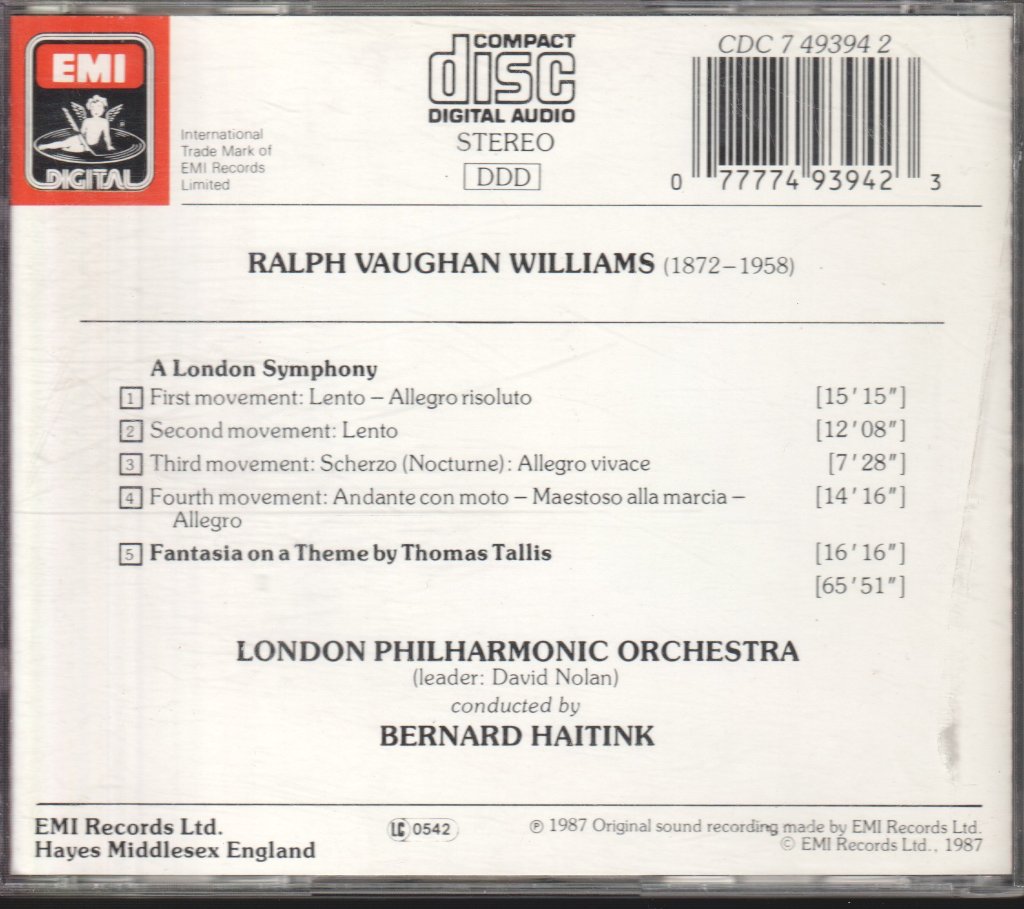 EMI
DIGITAL
International
Trade Mark of
EMI Records
Limited
COMPACT
disc
DIGITAL AUDIO
STEREO
DDD
CDC 7 49394 2
0 77774 93942 3
RALPH VAUGHAN WILLIAMS (1872–1958)
A London Symphony
1 First movement: Lento – Allegro risoluto [15'15"]
2 Second movement: Lento [12'08"]
3 Third movement: Scherzo (Nocturne): Allegro vivace [7'28"]
4 Fourth movement: Andante con moto – Maestoso alla marcia – [14'16"]
Allegro
5 Fantasia on a Theme by Thomas Tallis [16'16"]
[65'51"]
LONDON PHILHARMONIC ORCHESTRA
(leader: David Nolan)
conducted by
BERNARD HAITINK
EMI Records Ltd.
Hayes Middlesex England
LC 0542
℗ 1987 Original sound recording made by EMI Records Ltd.
© EMI Records Ltd., 1987